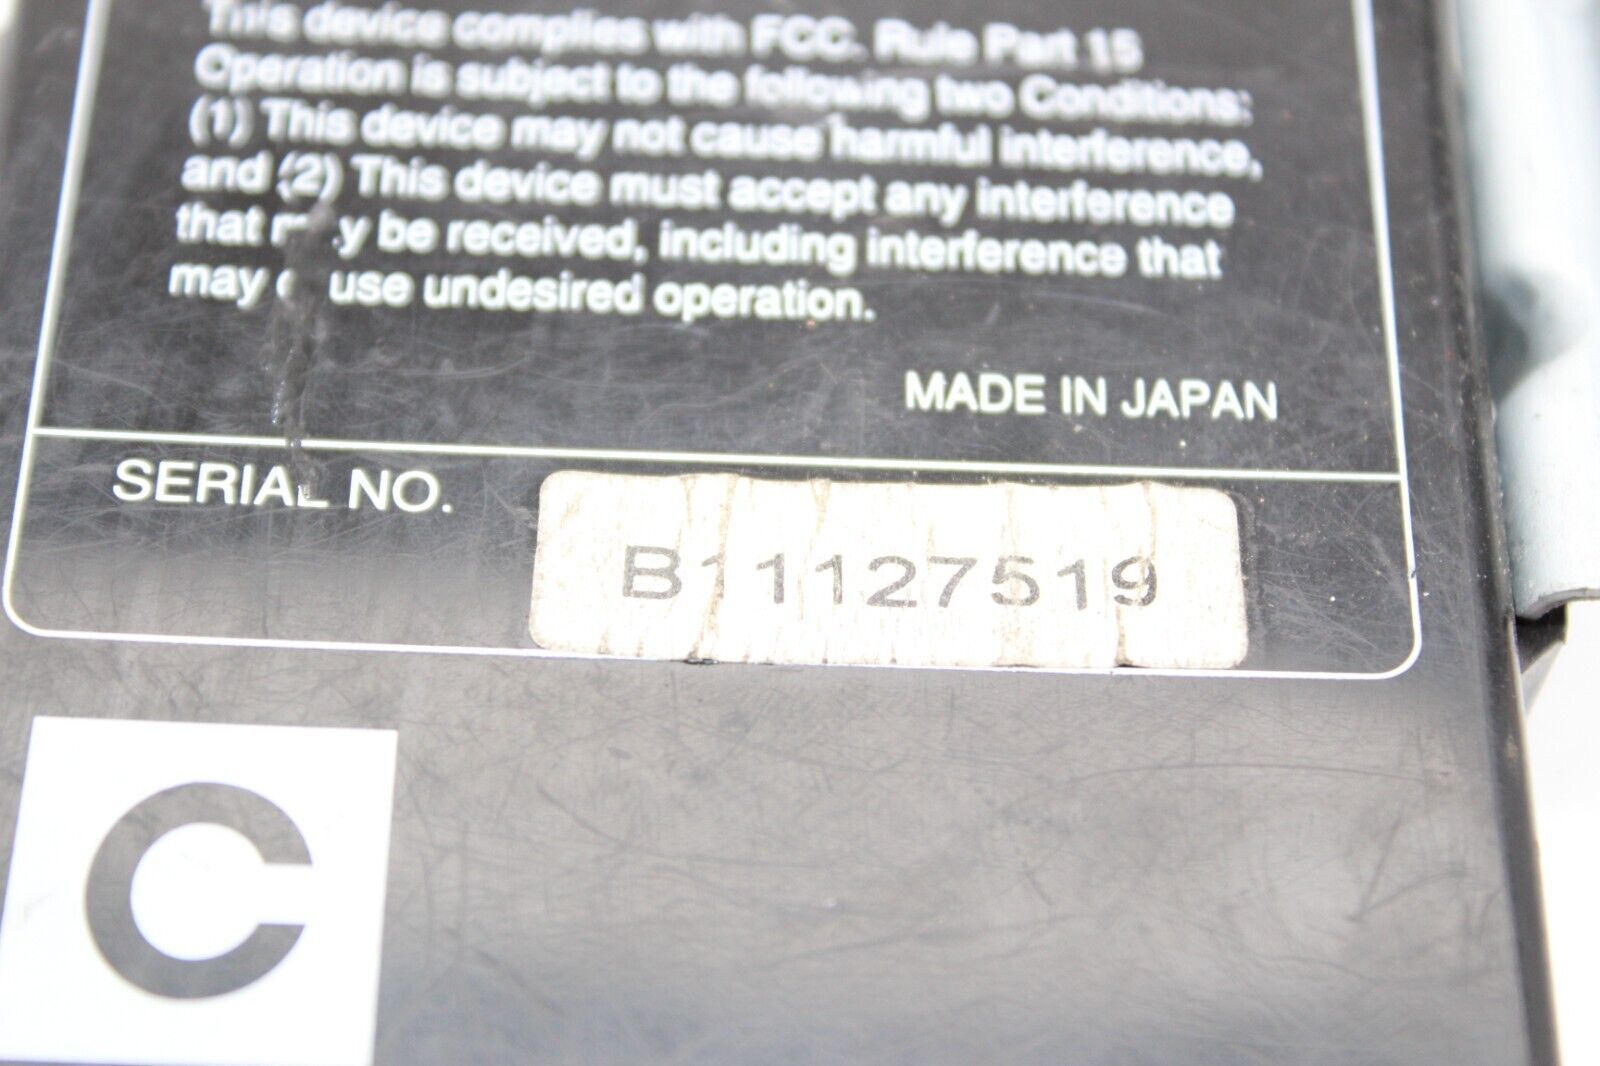 This device complies with FCC. Rule Part 15
Operation is subject to the following two Conditions:
(1) This device may not cause harmful interference,
and (2) This device must accept any interference
that may be received, including interference that
may cause undesired operation.
MADE IN JAPAN
SERIAL NO.
B11127519
C